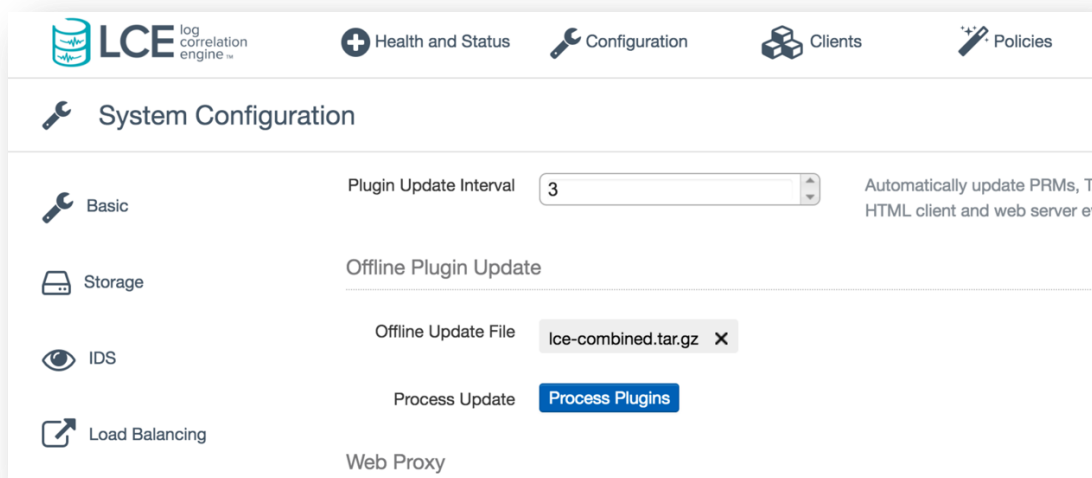 LCE log correlation engine ™
Health and Status
Configuration
Clients
Policies
System Configuration
Basic
Storage
IDS
Load Balancing
Plugin Update Interval
3
Automatically update PRMs,
HTML client and web server
Offline Plugin Update
Offline Update File
lce-combined.tar.gz
Process Update
Process Plugins
Web Proxy